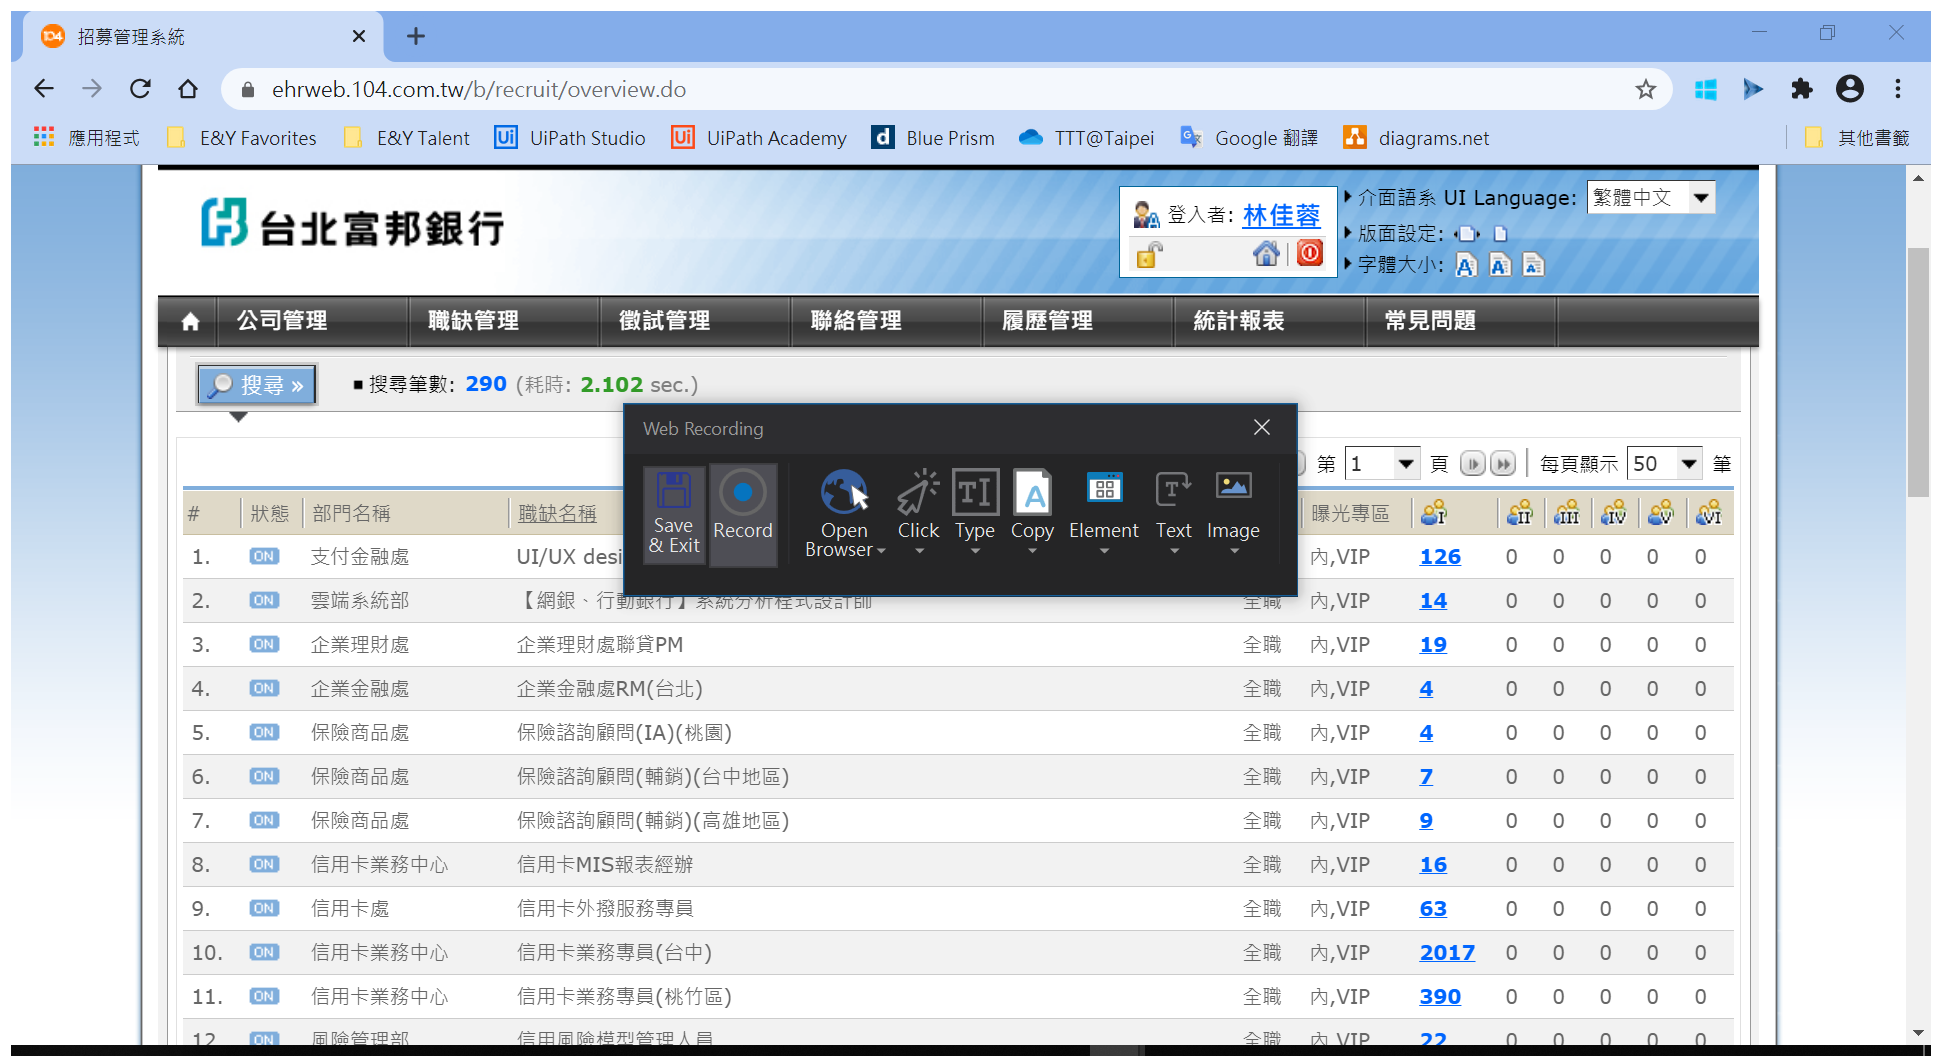 招募管理系統
ehrweb.104.com.tw/b/recruit/overview.do
應用程式 E&Y Favorites E&Y Talent UiPath Studio UiPath Academy Blue Prism TTT@Taipei Google 翻譯 diagrams.net 其他書籤
台北富邦銀行
登入者: 林佳蓉
介面語系 UI Language: 繁體中文
版面設定:
字體大小:
公司管理 職缺管理 徵試管理 聯絡管理 履歷管理 統計報表 常見問題
搜尋 » ■ 搜尋筆數: 290 (耗時: 2.102 sec.)
Web Recording
Save & Exit Record Open Browser Click Type Copy Element Text Image
第 1 頁 每頁顯示 50 筆
# 狀態 部門名稱 職缺名稱 曝光專區 I II III IV V VI
1. ON 支付金融處 UI/UX desi 內,VIP 126 0 0 0 0 0
2. ON 雲端系統部 【網銀、行動銀行】系統分析程式設計師 全職 內,VIP 14 0 0 0 0 0
3. ON 企業理財處 企業理財處聯貸PM 全職 內,VIP 19 0 0 0 0 0
4. ON 企業金融處 企業金融處RM(台北) 全職 內,VIP 4 0 0 0 0 0
5. ON 保險商品處 保險諮詢顧問(IA)(桃園) 全職 內,VIP 4 0 0 0 0 0
6. ON 保險商品處 保險諮詢顧問(輔銷)(台中地區) 全職 內,VIP 7 0 0 0 0 0
7. ON 保險商品處 保險諮詢顧問(輔銷)(高雄地區) 全職 內,VIP 9 0 0 0 0 0
8. ON 信用卡業務中心 信用卡MIS報表經辦 全職 內,VIP 16 0 0 0 0 0
9. ON 信用卡處 信用卡外撥服務專員 全職 內,VIP 63 0 0 0 0 0
10. ON 信用卡業務中心 信用卡業務專員(台中) 全職 內,VIP 2017 0 0 0 0 0
11. ON 信用卡業務中心 信用卡業務專員(桃竹區) 全職 內,VIP 390 0 0 0 0 0
12. ON 風險管理部 信用風險模型管理人員 全職 內,VIP 22 0 0 0 0 0